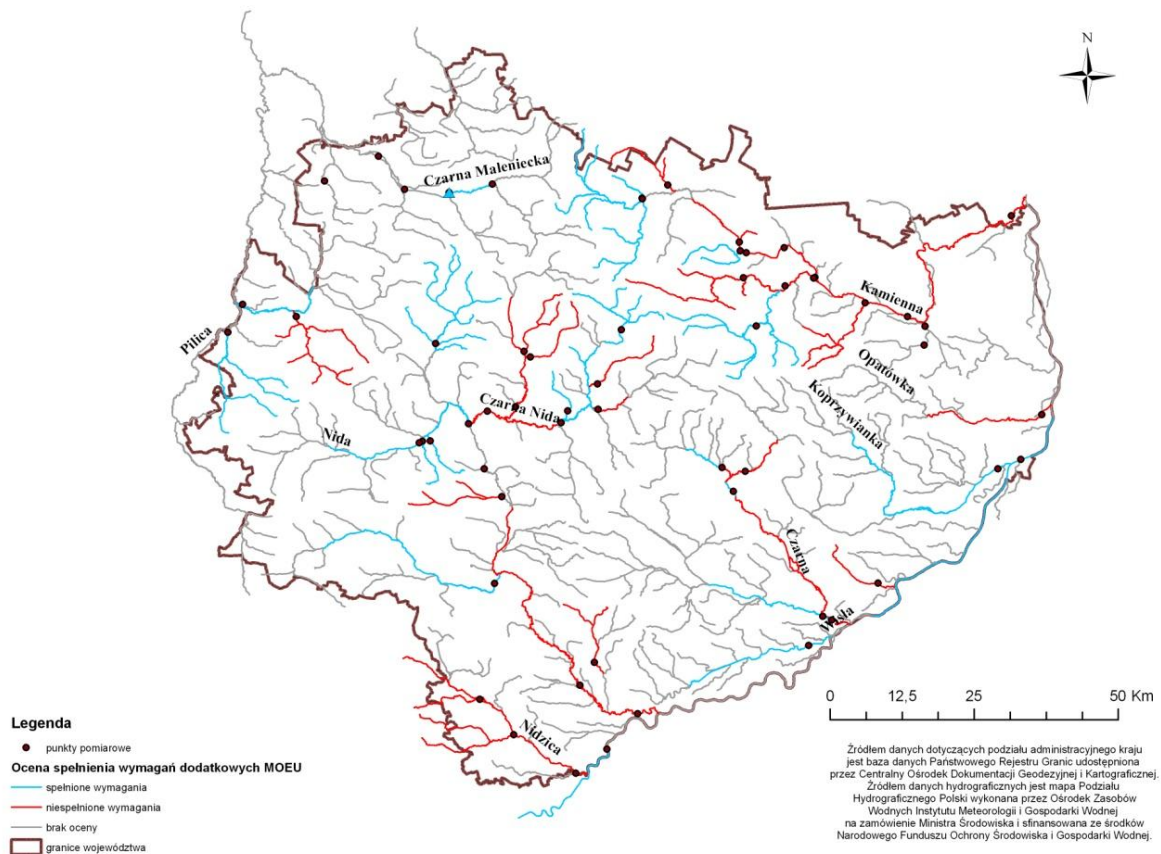 N
Czarna Maleniecka
Kamienna
Pilica
Opatówka
Koprzywianka
Czarna Nida
Nida
Czarna
Wisła
Nidzica
0 12,5 25 50 Km
Legenda
punkty pomiarowe
Ocena spełnienia wymagań dodatkowych MOEU
spełnione wymagania
niespełnione wymagania
brak oceny
granice województwa
Źródłem danych dotyczących podziału administracyjnego kraju
jest baza danych Państwowego Rejestru Granic udostępniona
przez Centralny Ośrodek Dokumentacji Geodezyjnej i Kartograficznej.
Źródłem danych hydrograficznych jest mapa Podziału
Hydrograficznego Polski wykonana przez Ośrodek Zasobów
Wodnych Instytutu Meteorologii i Gospodarki Wodnej
na zamówienie Ministra Środowiska i sfinansowana ze środków
Narodowego Funduszu Ochrony Środowiska i Gospodarki Wodnej.